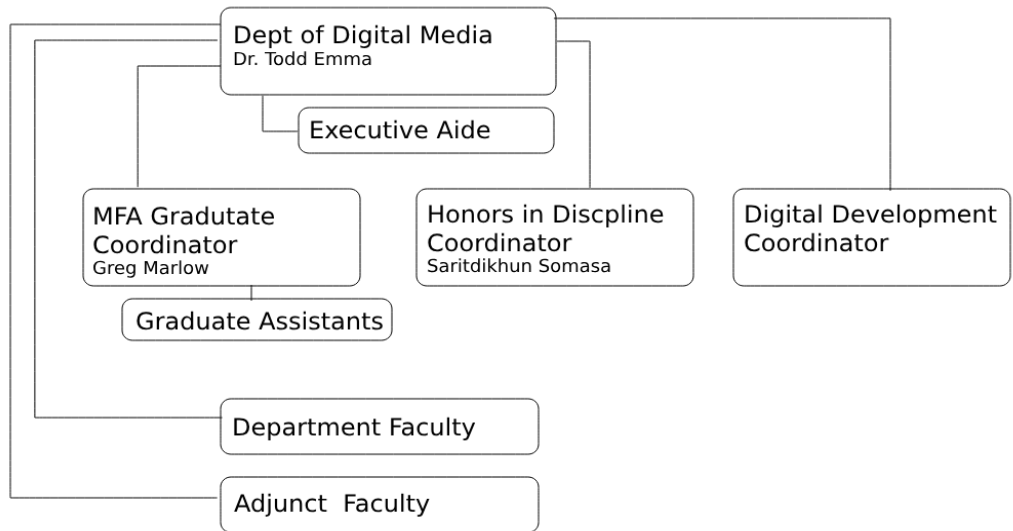 Dept of Digital Media
Dr. Todd Emma
Executive Aide
MFA Gradutate
Coordinator
Greg Marlow
Honors in Discpline
Coordinator
Saritdikhun Somasa
Digital Development
Coordinator
Graduate Assistants
Department Faculty
Adjunct  Faculty